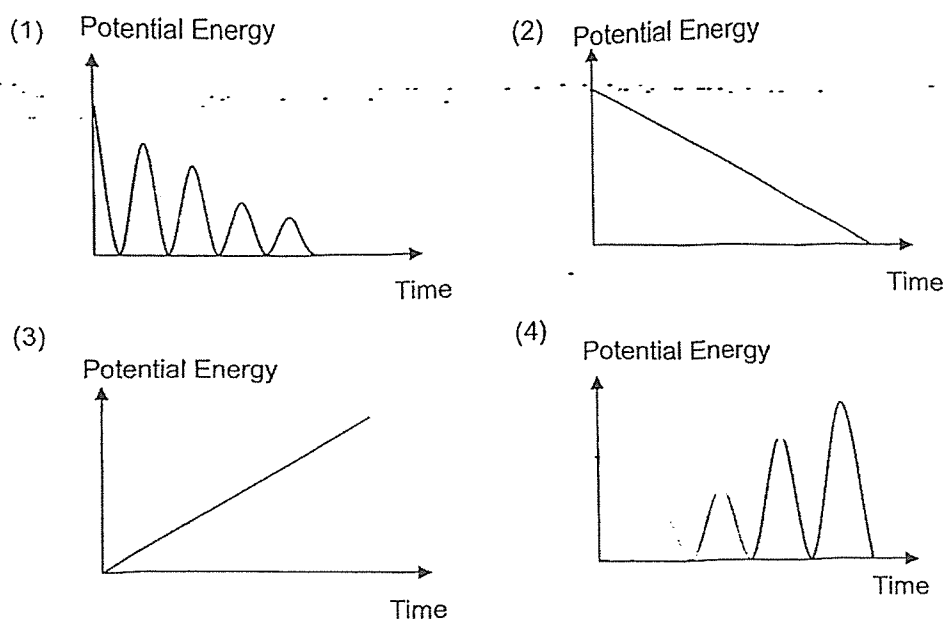 (1) Potential Energy
(2) Potential Energy
Time
Time
(3)
Potential Energy
(4)
Potential Energy
Time
Time